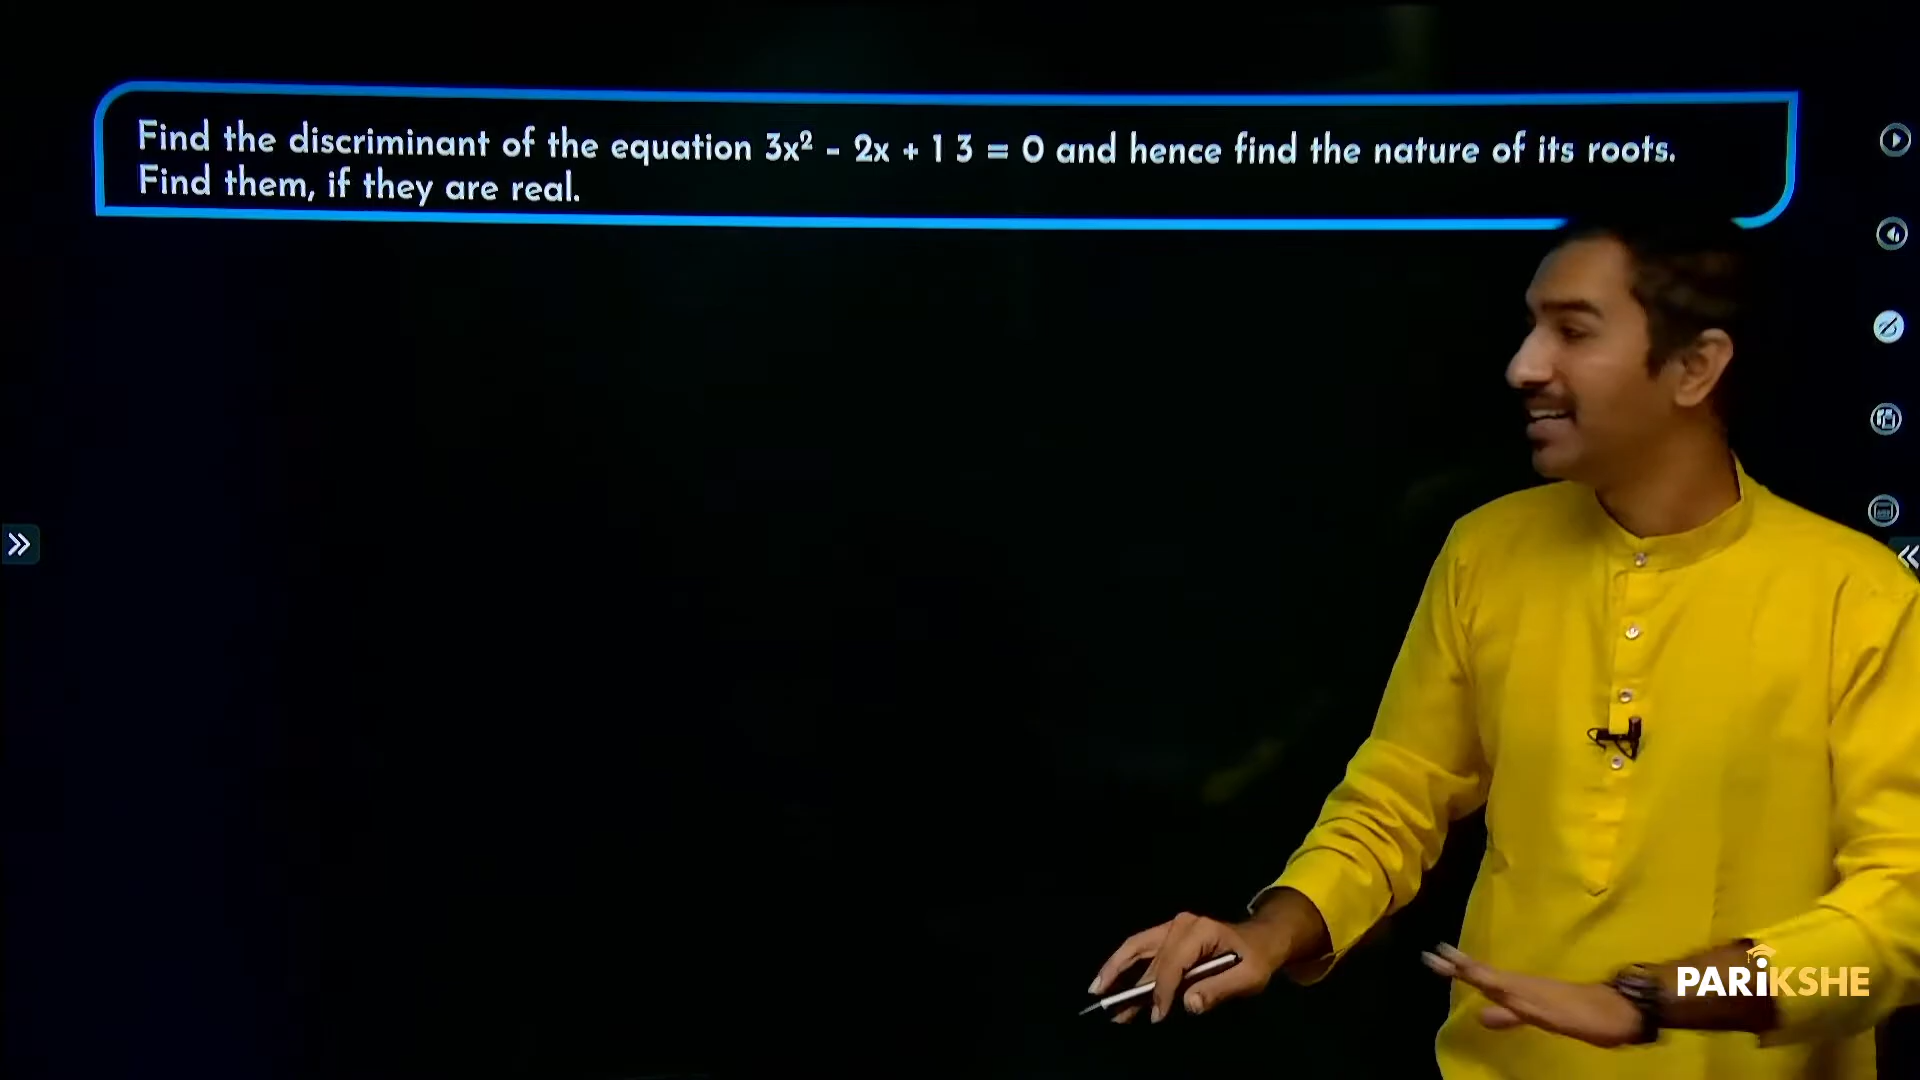 Find the discriminant of the equation 3x² - 2x + 1 3 = 0 and hence find the nature of its roots.
Find them, if they are real.
PARiKSHE